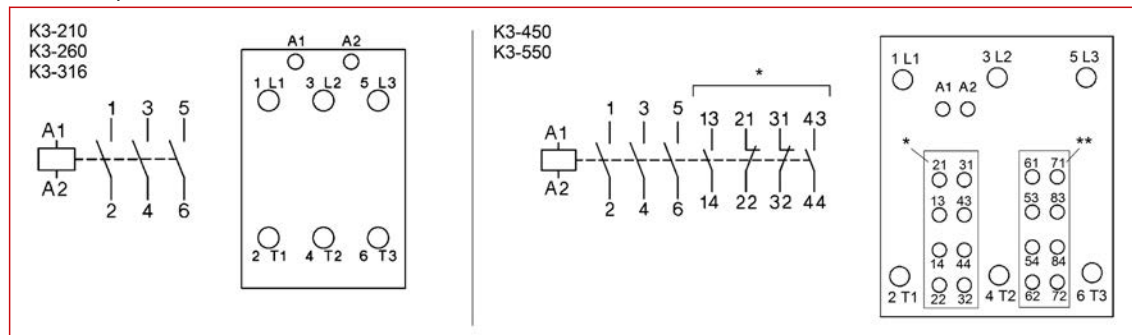 K3-210
K3-260
K3-316
A1 A2
1 L1 3 L2 5 L3
1 3 5
A1
A2
2 4 6
2 T1 4 T2 6 T3
K3-450
K3-550
*
1 3 5 13 21 31 43
A1
A2
2 4 6 14 22 32 44
1 L1 3 L2 5 L3
A1 A2
* **
21 31 61 71
13 43 53 83
14 44 54 84
22 32 62 72
2 T1 4 T2 6 T3